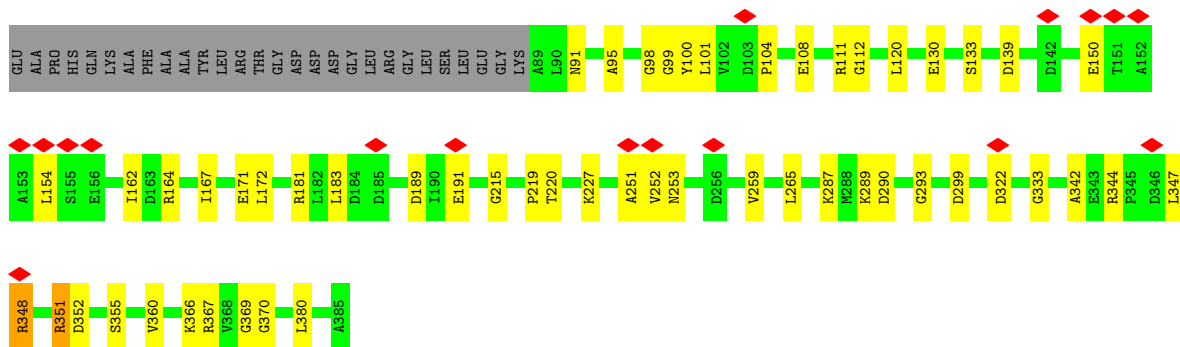 GLU ALA PRO HIS GLN LYS ALA PHE ALA ALA TYR LEU ARG THR GLY ASP ASP ASP GLY LEU ARG GLY LEU SER LEU GLU GLY LYS A89 L90 N91 A95 G98 G99 Y100 L101 V102 D103 P104 E108 R111 G112 L120 E130 S133 D139 D142 E150 T151 A152
A153 L154 S155 E156 I162 D163 R164 I167 E171 L172 R181 L182 L183 D184 D185 D189 I190 E191 G215 P219 T220 K227 A251 V252 N253 D256 V259 L265 K287 M288 K289 D290 G293 D299 D322 G333 A342 E343 R344 P345 D346 L347
R348 R351 D352 S355 V360 K366 R367 V368 G369 G370 L380 A385